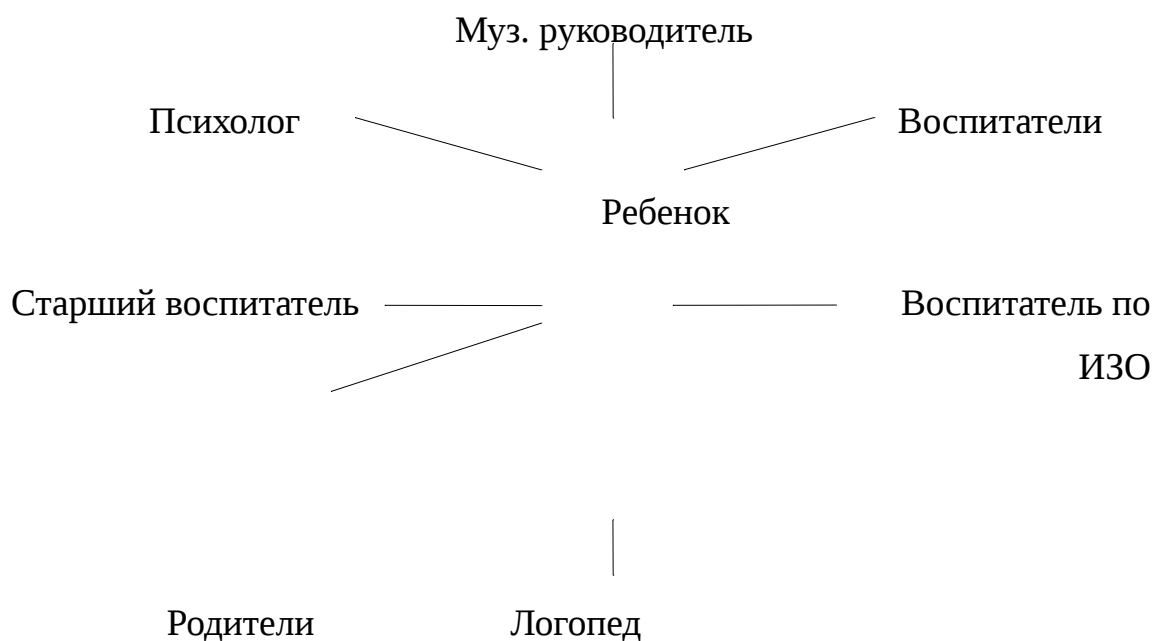 Муз. руководитель
Психолог
Воспитатели
Ребенок
Старший воспитатель
Воспитатель по
ИЗО
Родители
Логопед